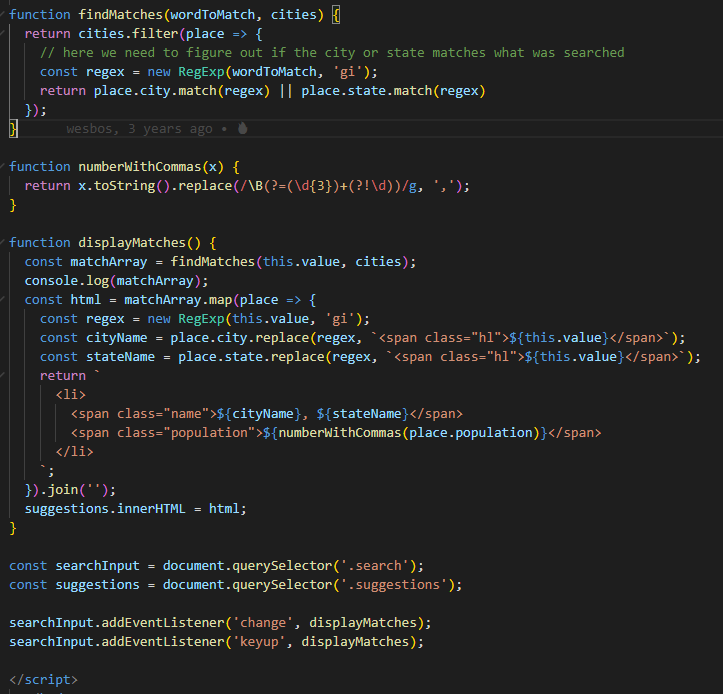 function findMatches(wordToMatch, cities) {
return cities.filter(place => {
// here we need to figure out if the city or state matches what was searched
const regex = new RegExp(wordToMatch, 'gi');
return place.city.match(regex) || place.state.match(regex)
});
} wesbos, 3 years ago •
function numberWithCommas(x) {
return x.toString().replace(/\B(?=(\d{3})+(?!\d))/g, ',');
}
function displayMatches() {
const matchArray = findMatches(this.value, cities);
console.log(matchArray);
const html = matchArray.map(place => {
const regex = new RegExp(this.value, 'gi');
const cityName = place.city.replace(regex, `<span class="hl">${this.value}</span>`);
const stateName = place.state.replace(regex, `<span class="hl">${this.value}</span>`);
return `
<li>
<span class="name">${cityName}, ${stateName}</span>
<span class="population">${numberWithCommas(place.population)}</span>
</li>
`;
}).join('');
suggestions.innerHTML = html;
}
const searchInput = document.querySelector('.search');
const suggestions = document.querySelector('.suggestions');
searchInput.addEventListener('change', displayMatches);
searchInput.addEventListener('keyup', displayMatches);
</script>